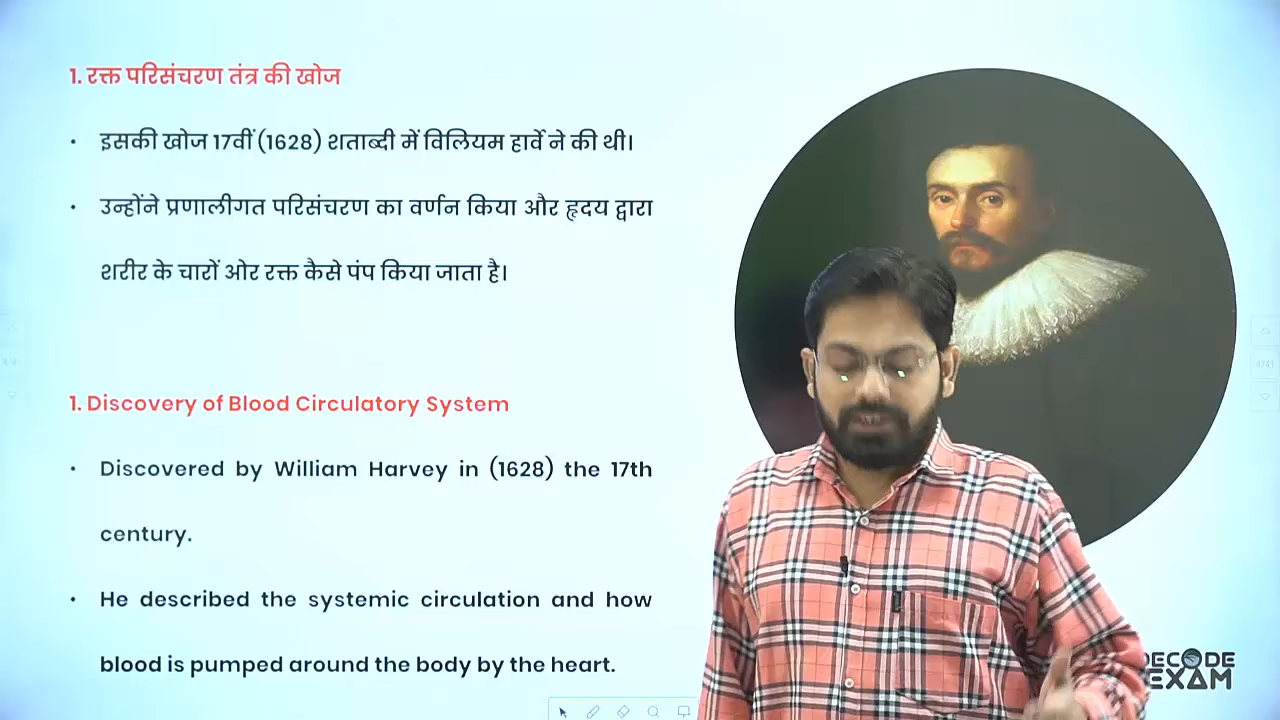 1. रक्त परिसंचरण तंत्र की खोज
• इसकी खोज 17वीं (1628) शताब्दी में विलियम हार्वे ने की थी।
• उन्होंने प्रणालीगत परिसंचरण का वर्णन किया और हृदय द्वारा
शरीर के चारों ओर रक्त कैसे पंप किया जाता है।
1. Discovery of Blood Circulatory System
• Discovered by William Harvey in (1628) the 17th
century.
• He described the systemic circulation and how
blood is pumped around the body by the heart.
4/41
DECODE
EXAM